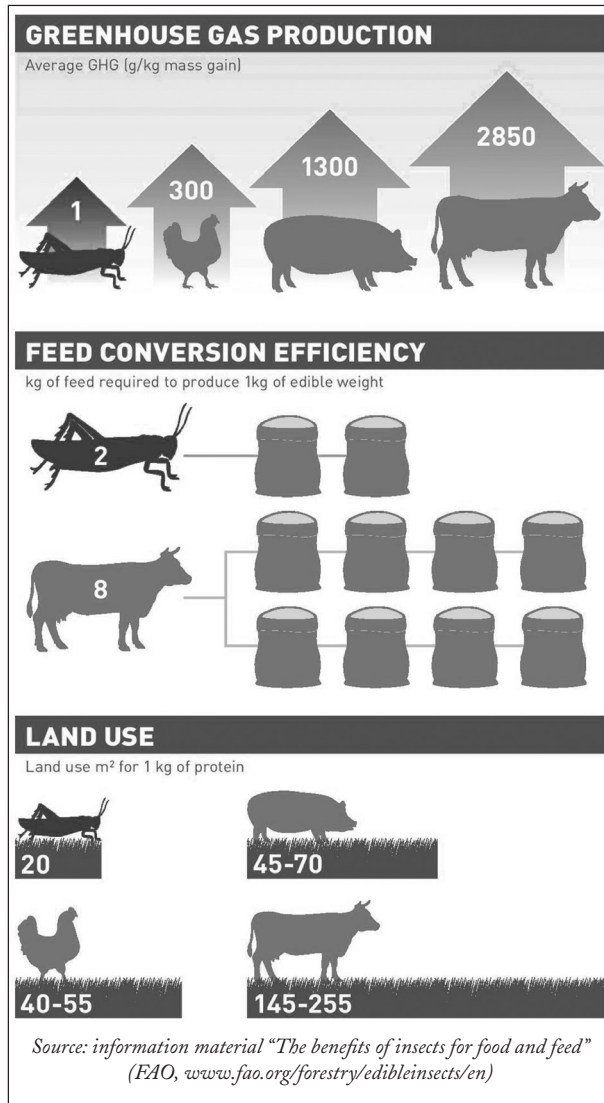 GREENHOUSE GAS PRODUCTION
Average GHG (g/kg mass gain)
1
300
1300
2850
FEED CONVERSION EFFICIENCY
kg of feed required to produce 1kg of edible weight
2
8
LAND USE
Land use m² for 1 kg of protein
20
45-70
40-55
145-255
Source: information material “The benefits of insects for food and feed”
(FAO, www.fao.org/forestry/edibleinsects/en)